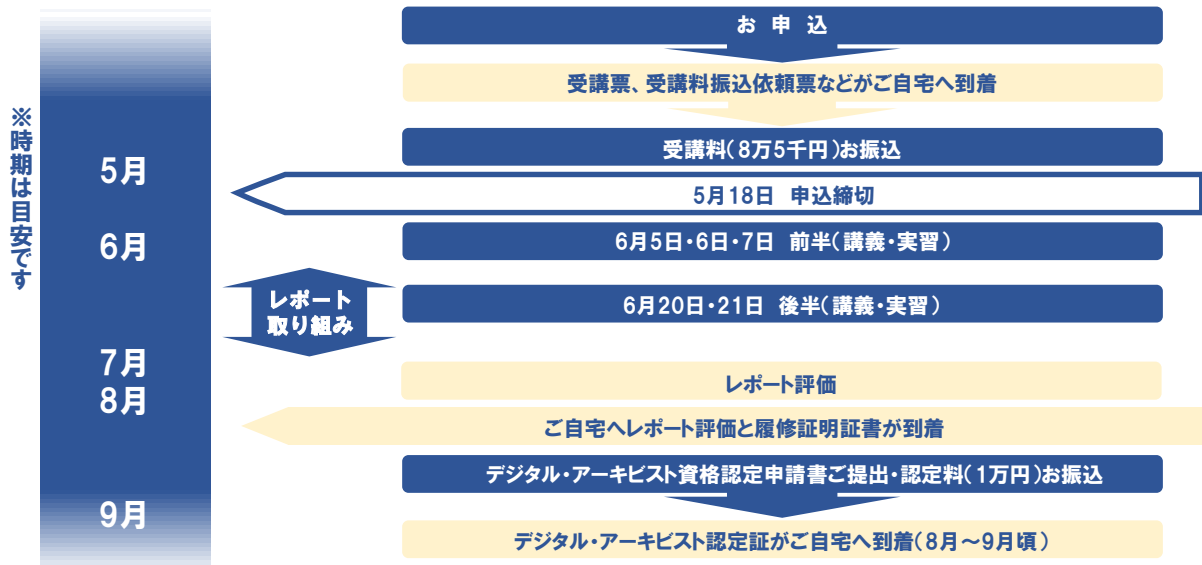 お申込
受講票、受講料振込依頼票などがご自宅へ到着
※時期は目安です
5月
受講料(8万5千円)お振込
5月18日 申込締切
6月
6月5日・6日・7日 前半(講義・実習)
レポート
取り組み
6月20日・21日 後半(講義・実習)
7月
8月
レポート評価
ご自宅へレポート評価と履修証明証書が到着
デジタル・アーキビスト資格認定申請書ご提出・認定料(1万円)お振込
9月
デジタル・アーキビスト認定証がご自宅へ到着(8月～9月頃)